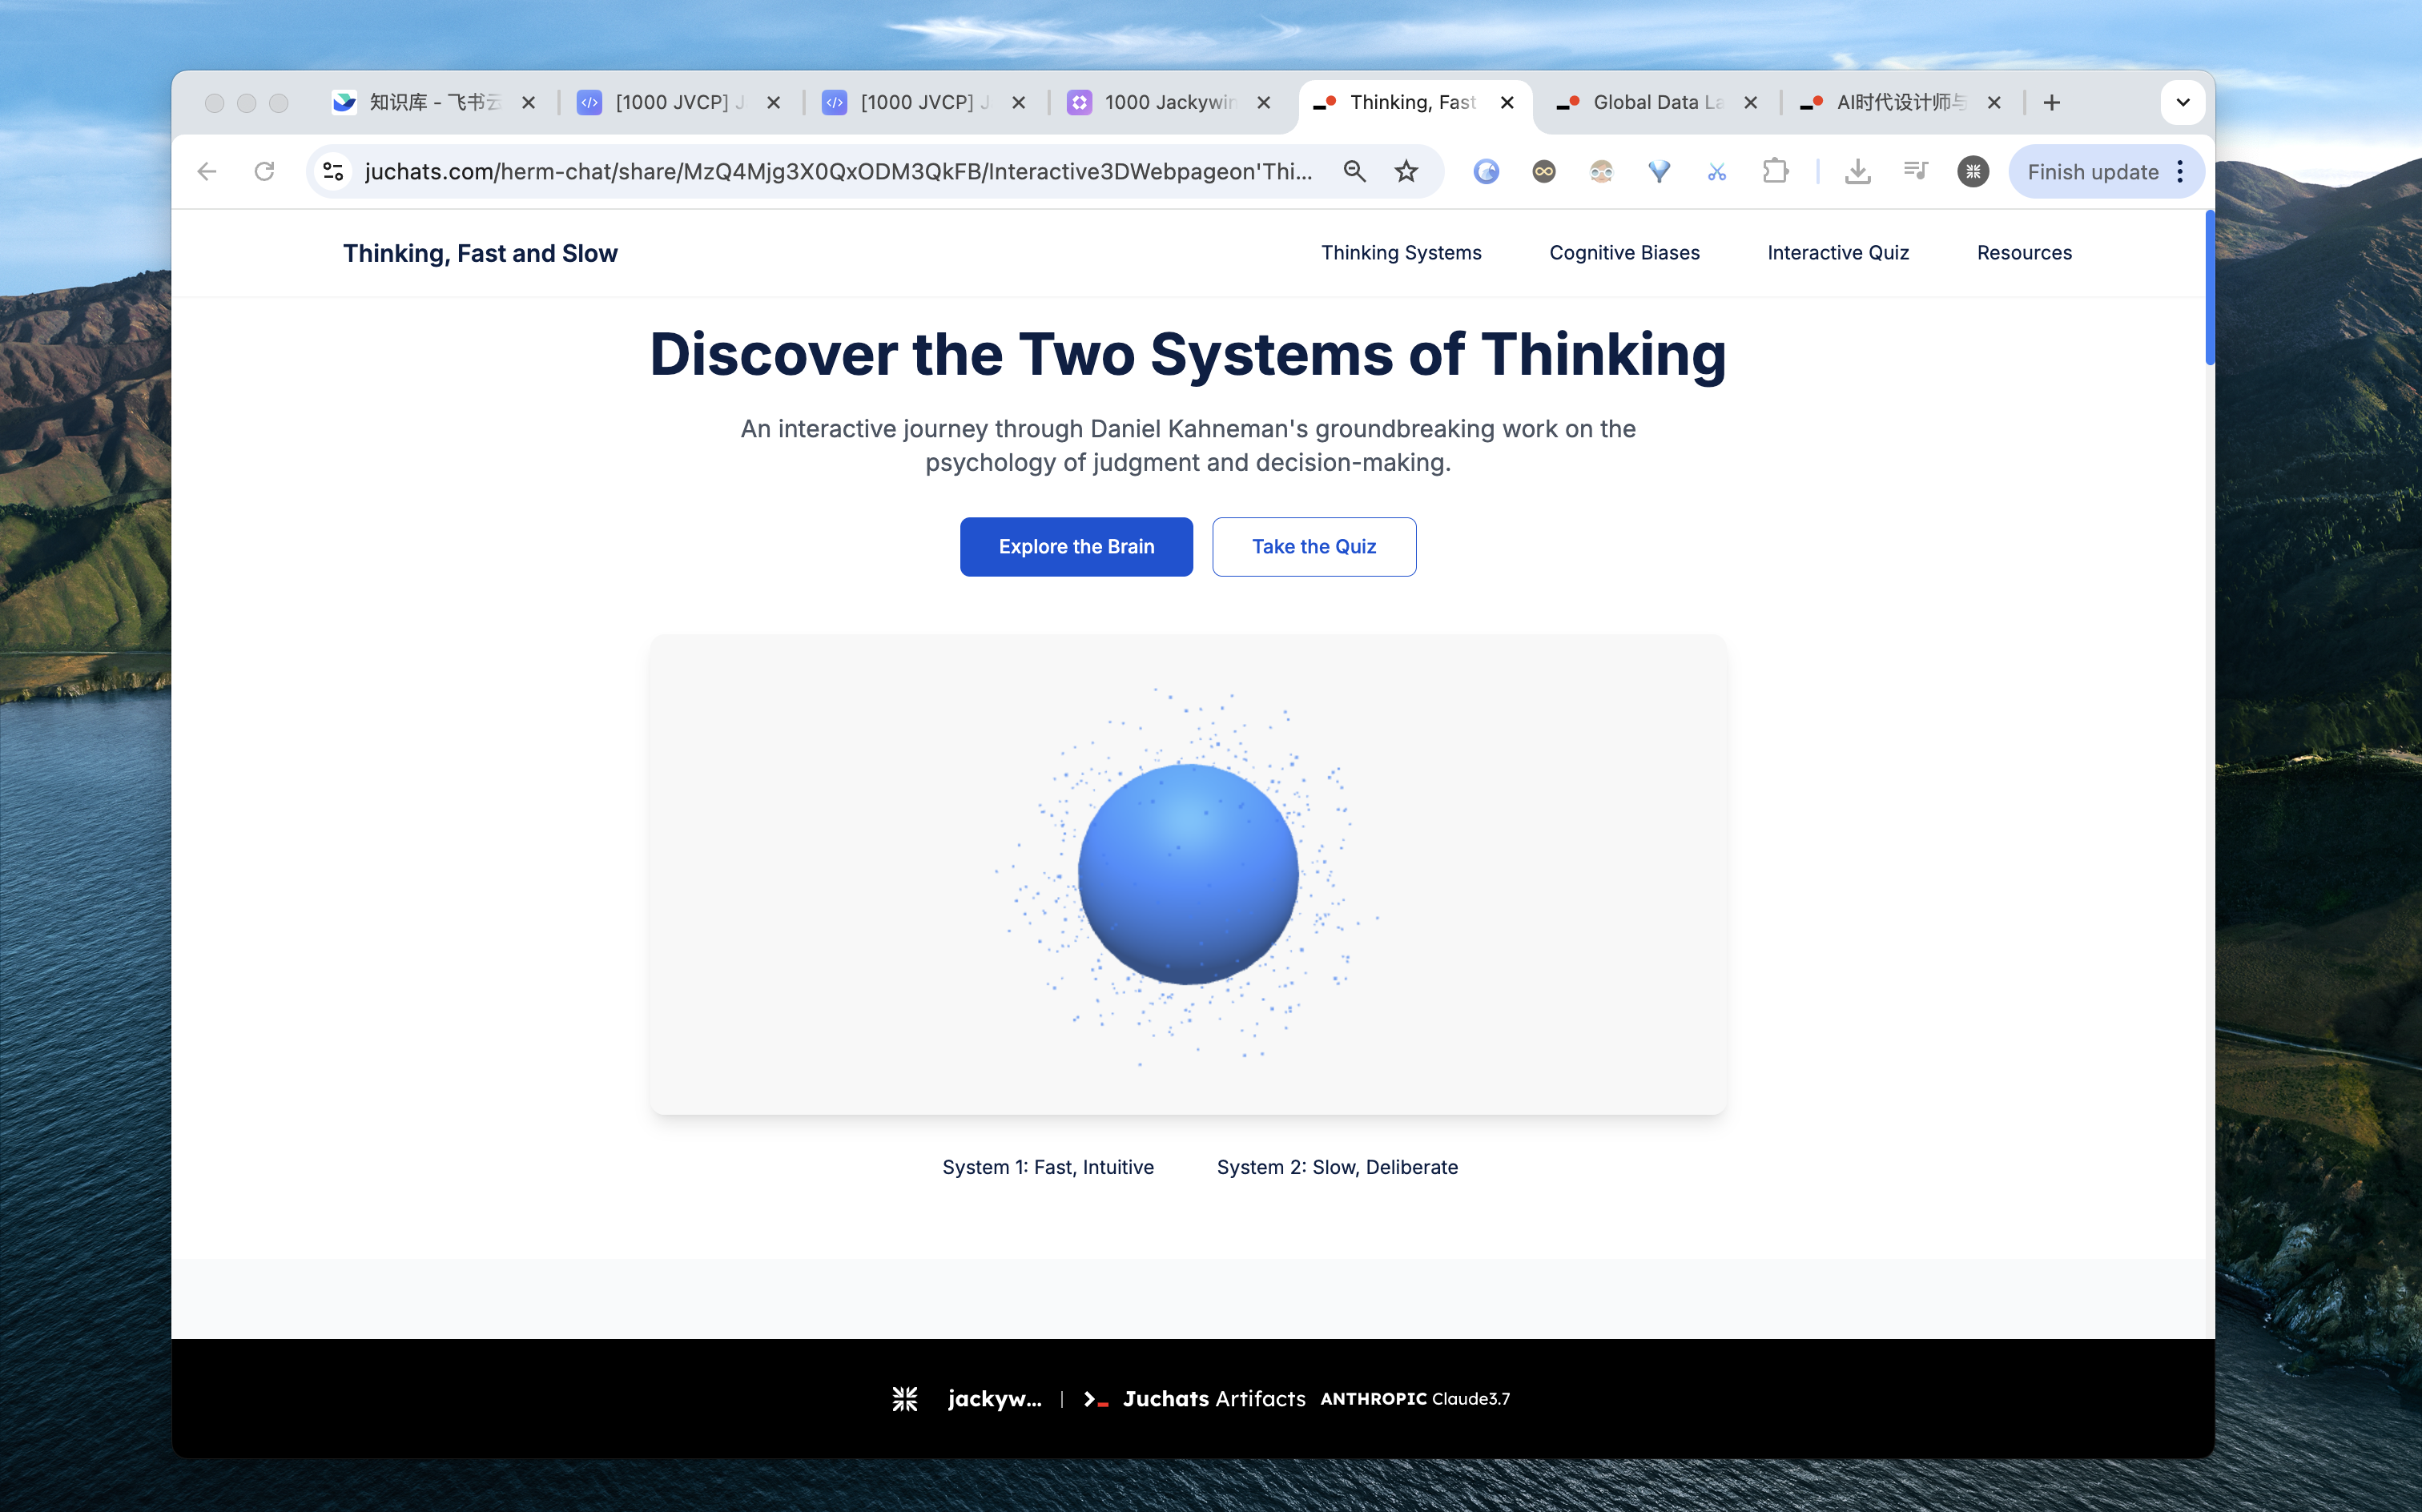 知识库 - 飞书云
[1000 JVCP] J
[1000 JVCP] J
1000 Jackywin
Thinking, Fast
Global Data La
AI时代设计师与
juchats.com/herm-chat/share/MzQ4Mjg3X0QxODM3QkFB/Interactive3DWebpageon'Thi...
Finish update
Thinking, Fast and Slow
Thinking Systems
Cognitive Biases
Interactive Quiz
Resources
Discover the Two Systems of Thinking
An interactive journey through Daniel Kahneman's groundbreaking work on the
psychology of judgment and decision-making.
Explore the Brain
Take the Quiz
System 1: Fast, Intuitive
System 2: Slow, Deliberate
jackyw... | Juchats Artifacts ANTHROPIC Claude3.7